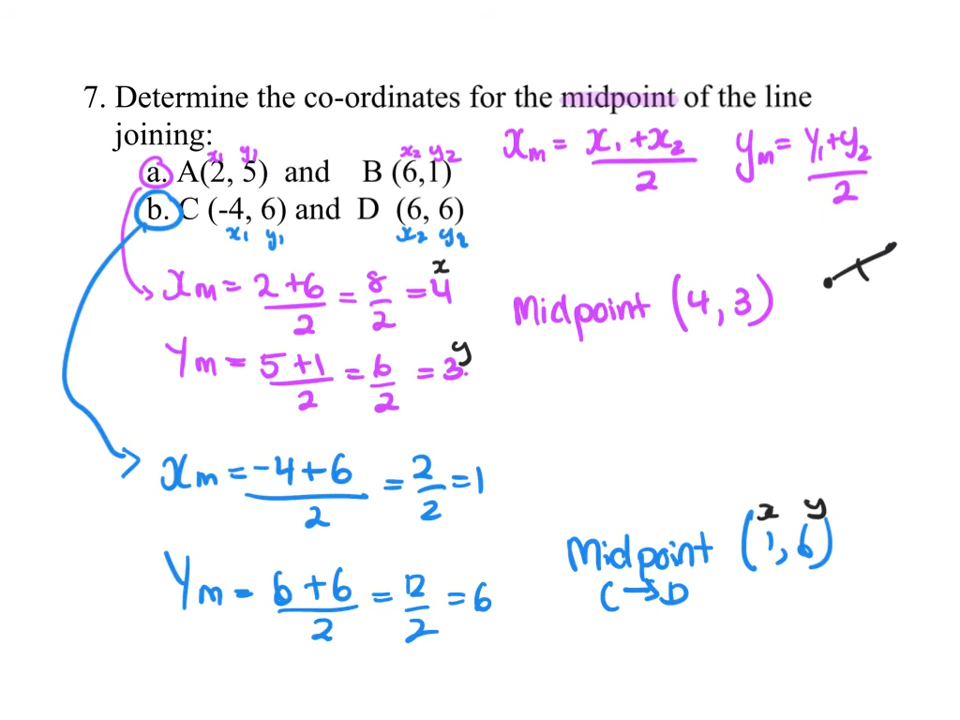 7. Determine the co-ordinates for the midpoint of the line
joining:
xm = x1 + x2 / 2 ym = y1 + y2 / 2
x1 y1 x2 y2
a. A(2, 5) and B (6,1)
b. C (-4, 6) and D (6, 6)
x1 y1 x2 y2
x
xm = 2 + 6 / 2 = 8 / 2 = 4
Midpoint (4, 3)
y
Ym = 5 + 1 / 2 = 6 / 2 = 3
xm = -4 + 6 / 2 = 2 / 2 = 1
x y
Midpoint (1, 6)
C → D
Ym = 6 + 6 / 2 = 12 / 2 = 6